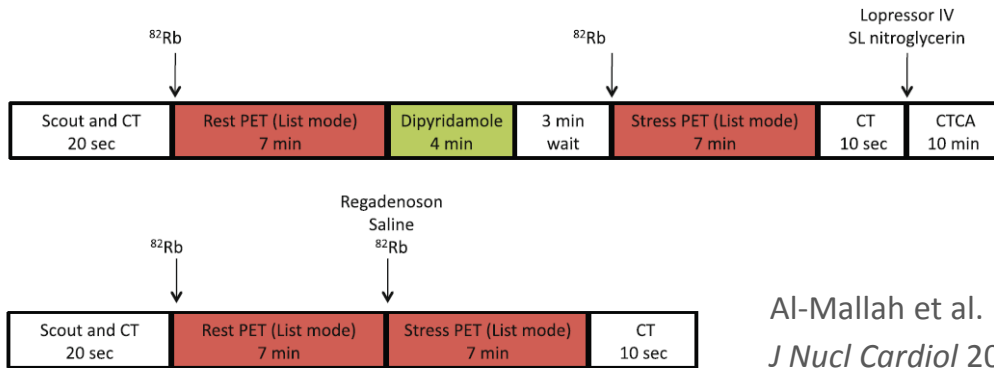 Lopressor IV
SL nitroglycerin
⁸²Rb
⁸²Rb
Scout and CT
20 sec
Rest PET (List mode)
7 min
Dipyridamole
4 min
3 min
wait
Stress PET (List mode)
7 min
CT
10 sec
CTCA
10 min
Regadenoson
Saline
⁸²Rb
⁸²Rb
Scout and CT
20 sec
Rest PET (List mode)
7 min
Stress PET (List mode)
7 min
CT
10 sec
Al-Mallah et al.
J Nucl Cardiol 20